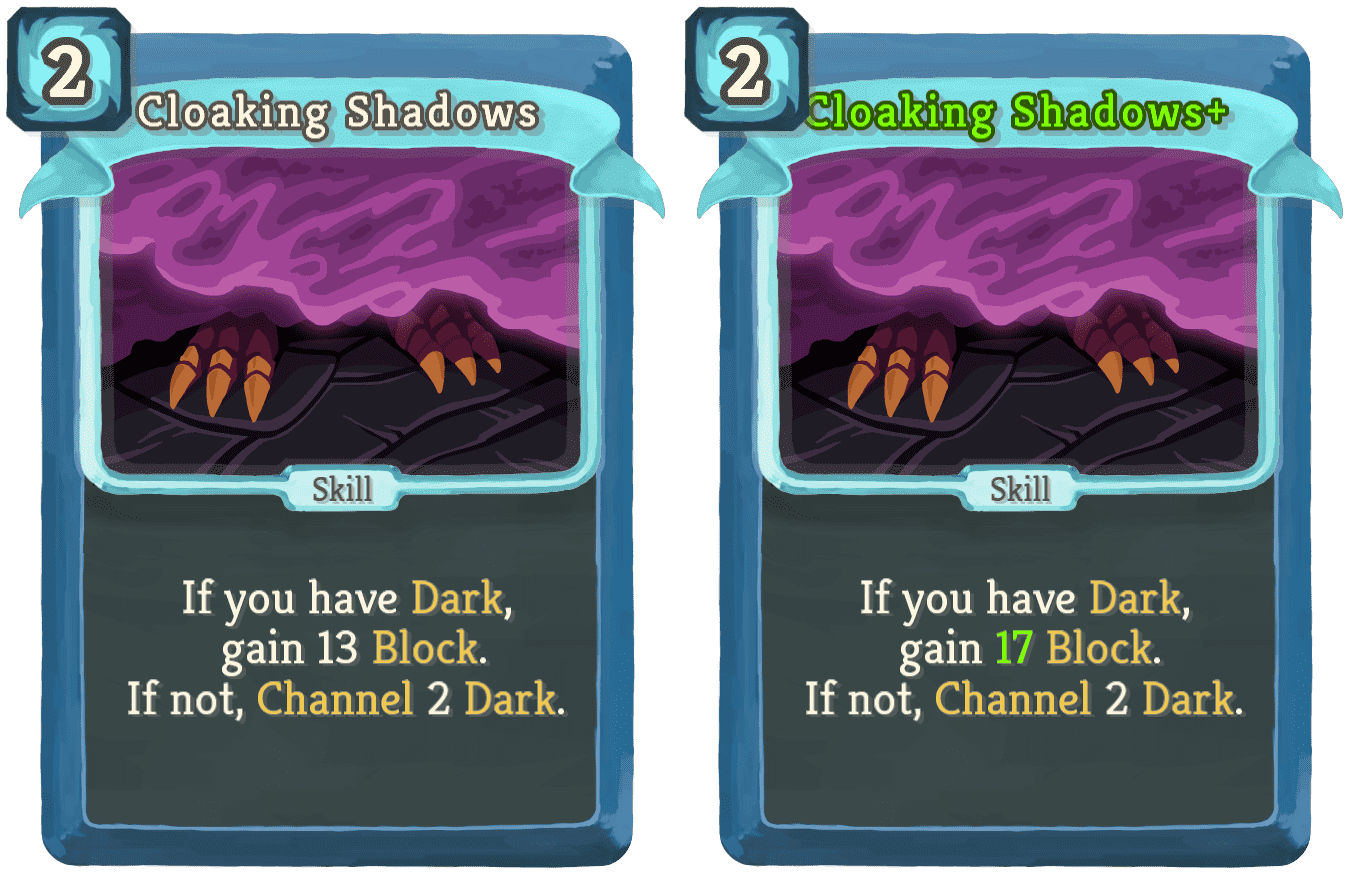 2
Cloaking Shadows
Skill
If you have Dark,
gain 13 Block.
If not, Channel 2 Dark.
2
Cloaking Shadows+
Skill
If you have Dark,
gain 17 Block.
If not, Channel 2 Dark.